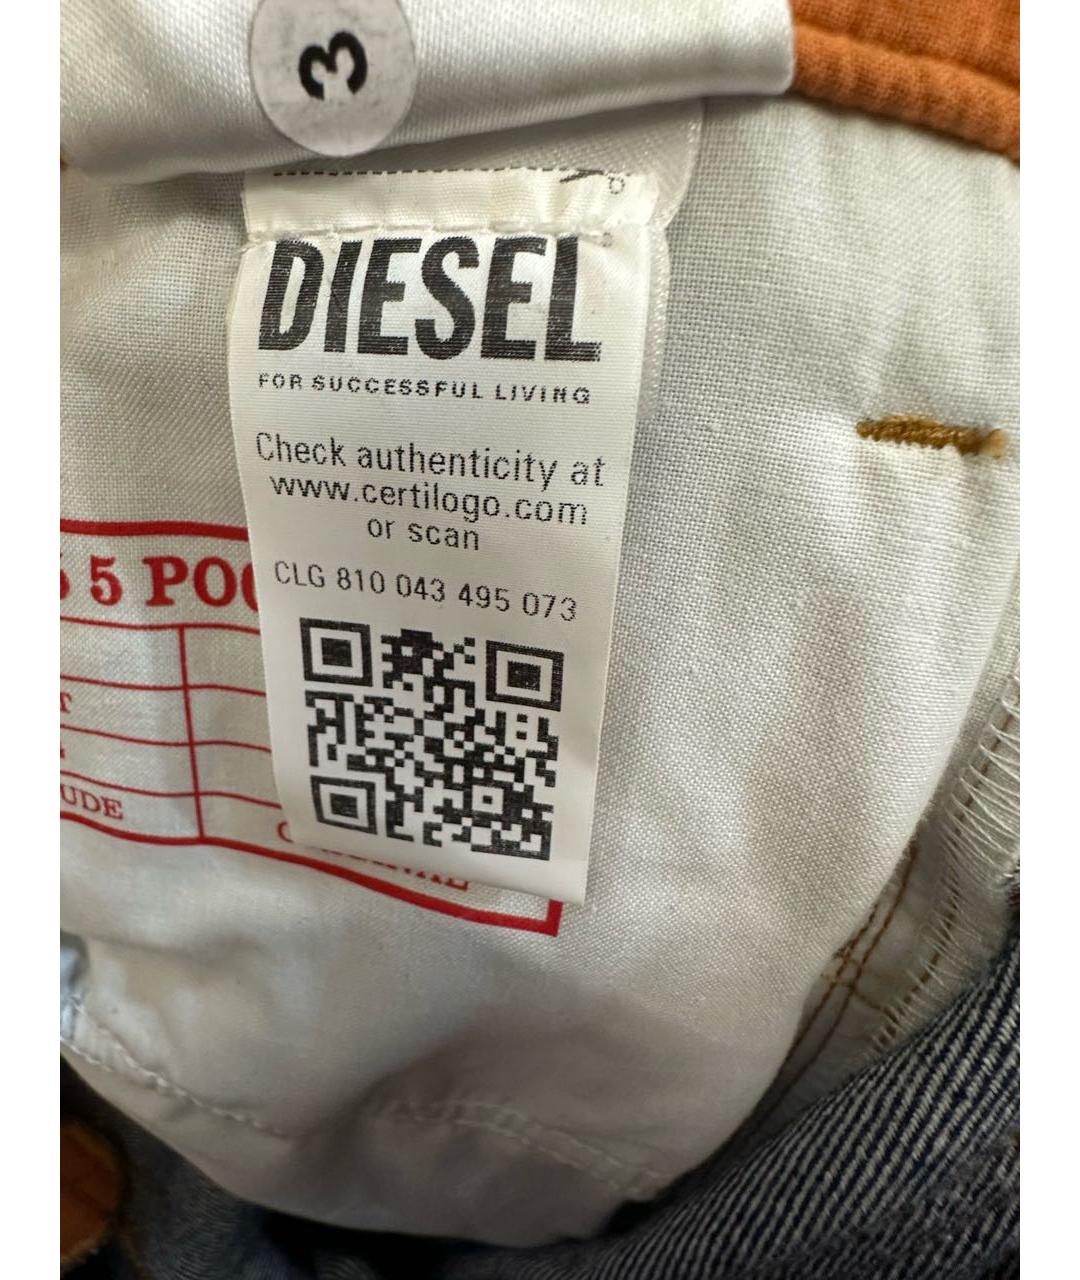 3
DIESEL
FOR SUCCESSFUL LIVING
Check authenticity at
www.certilogo.com
or scan
CLG 810 043 495 073
5 POC
UDE